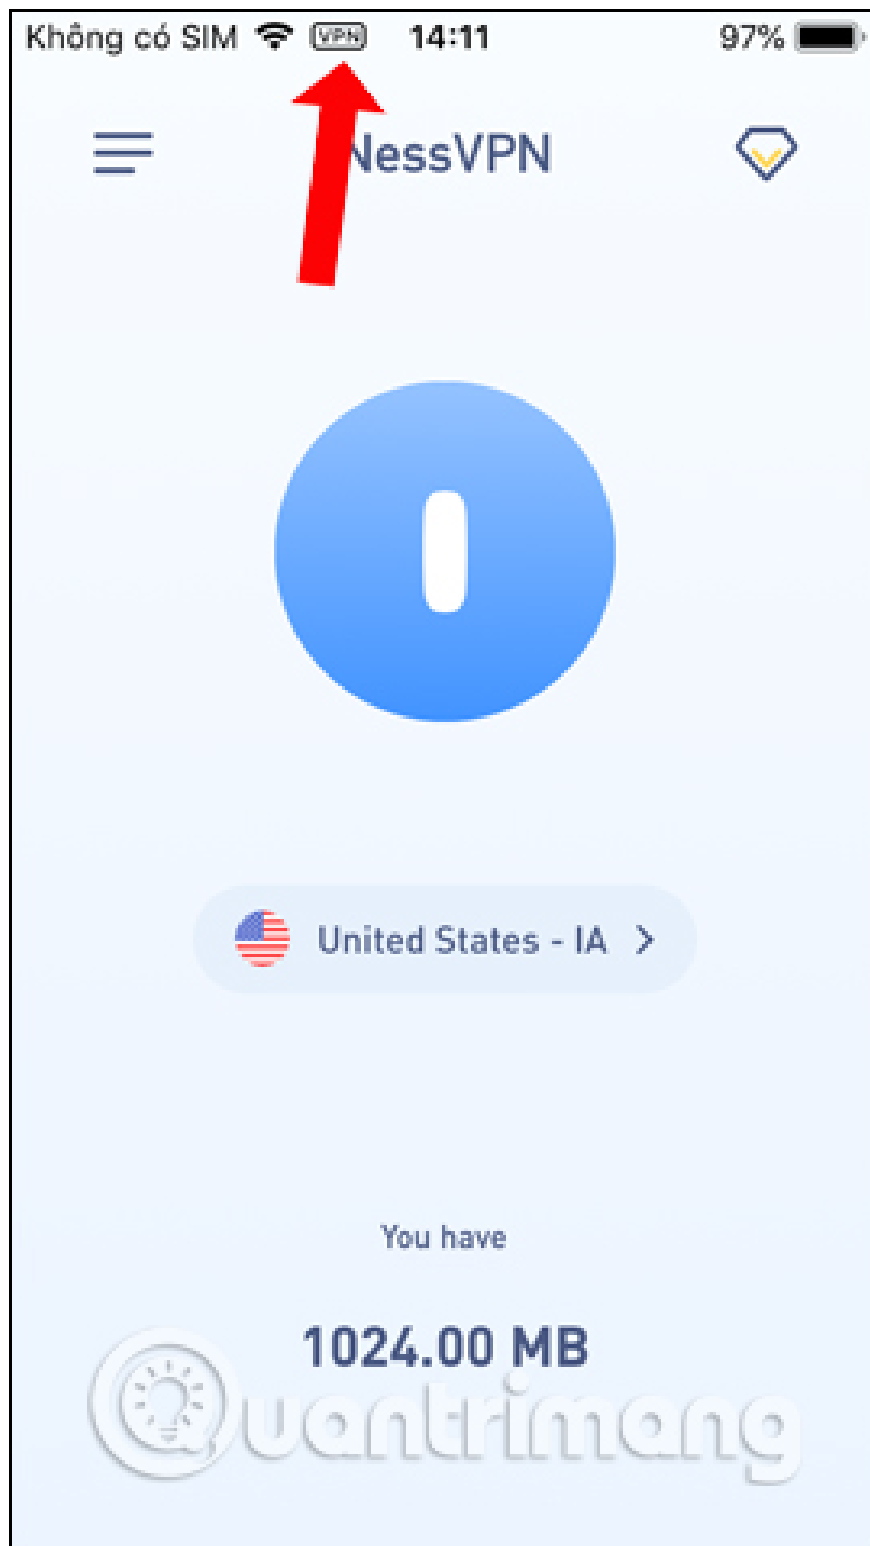 Không có SIM VPN 14:11 97%
NessVPN
United States - IA
You have
1024.00 MB
Quantrimang